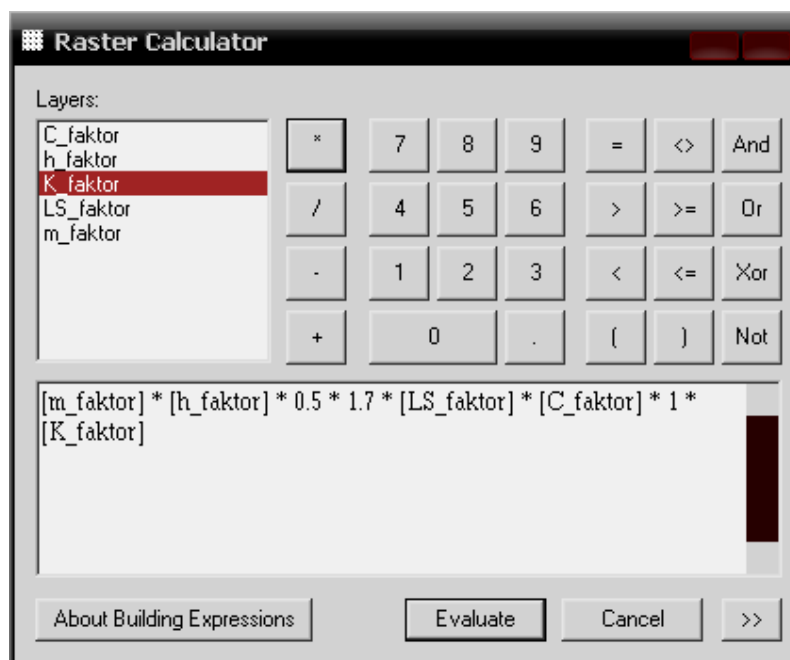 Raster Calculator
Layers:
C_faktor
h_faktor
K_faktor
LS_faktor
m_faktor
* 7 8 9 = <> And
/ 4 5 6 > >= Or
- 1 2 3 < <= Xor
+ 0 . ( ) Not
[m_faktor] * [h_faktor] * 0.5 * 1.7 * [LS_faktor] * [C_faktor] * 1 *
[K_faktor]
About Building Expressions Evaluate Cancel >>